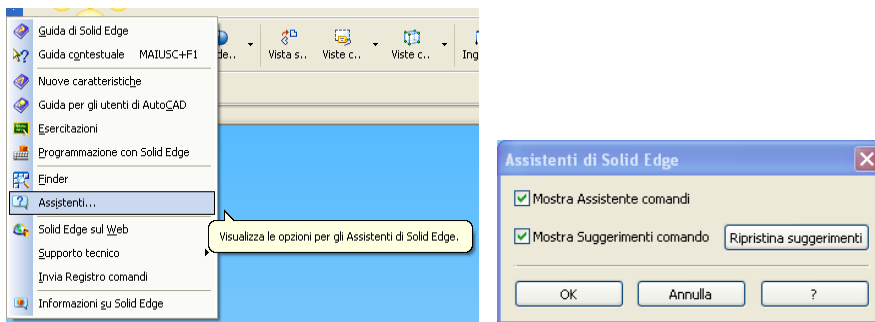 Guida di Solid Edge
Guida contestuale MAIUSC+F1
Nuove caratteristiche
Guida per gli utenti di AutoCAD
Esercitazioni
Programmazione con Solid Edge
Finder
Assistenti...
Solid Edge sul Web
Supporto tecnico
Invia Registro comandi
Informazioni su Solid Edge
de..
Vista s..
Viste c..
Viste c..
Ing
Visualizza le opzioni per gli Assistenti di Solid Edge.
Assistenti di Solid Edge
Mostra Assistente comandi
Mostra Suggerimenti comando Ripristina suggerimenti
OK Annulla ?